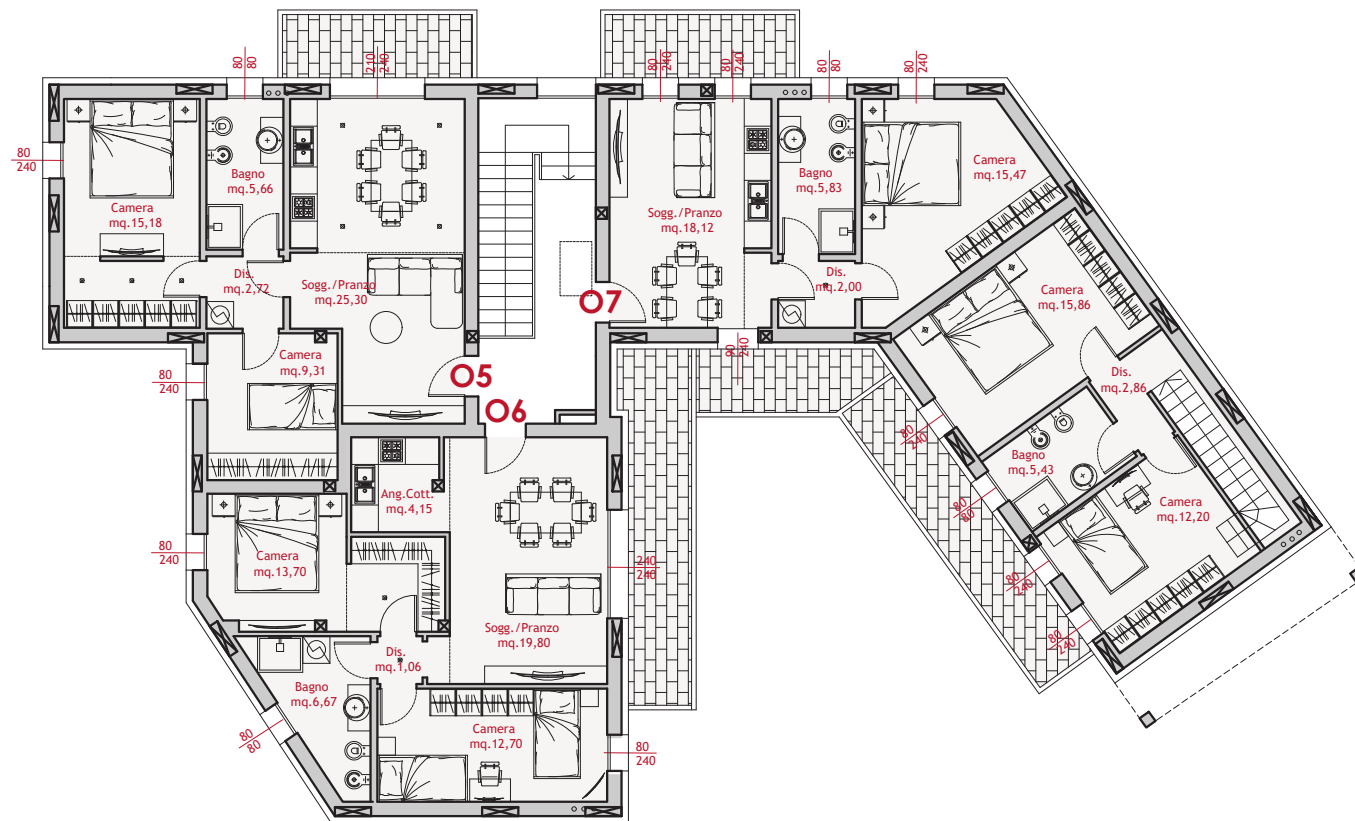 80
80
210
240
80
240
80
240
80
80
80
240
80
240
Camera
mq.15,18
Bagno
mq.5,66
Dis.
mq.2,72
Sogg./Pranzo
mq.25,30
Sogg./Pranzo
mq.18,12
Bagno
mq.5,83
Camera
mq.15,47
Dis.
mq.2,00
Camera
mq.15,86
O7
90
240
80
240
Camera
mq.9,31
O5
O6
Dis.
mq.2,86
80
240
Bagno
mq.5,43
80
80
Camera
mq.12,20
80
240
80
240
Ang.Cott.
mq.4,15
80
240
Camera
mq.13,70
240
240
Sogg./Pranzo
mq.19,80
Dis.
mq.1,06
Bagno
mq.6,67
80
80
Camera
mq.12,70
80
240